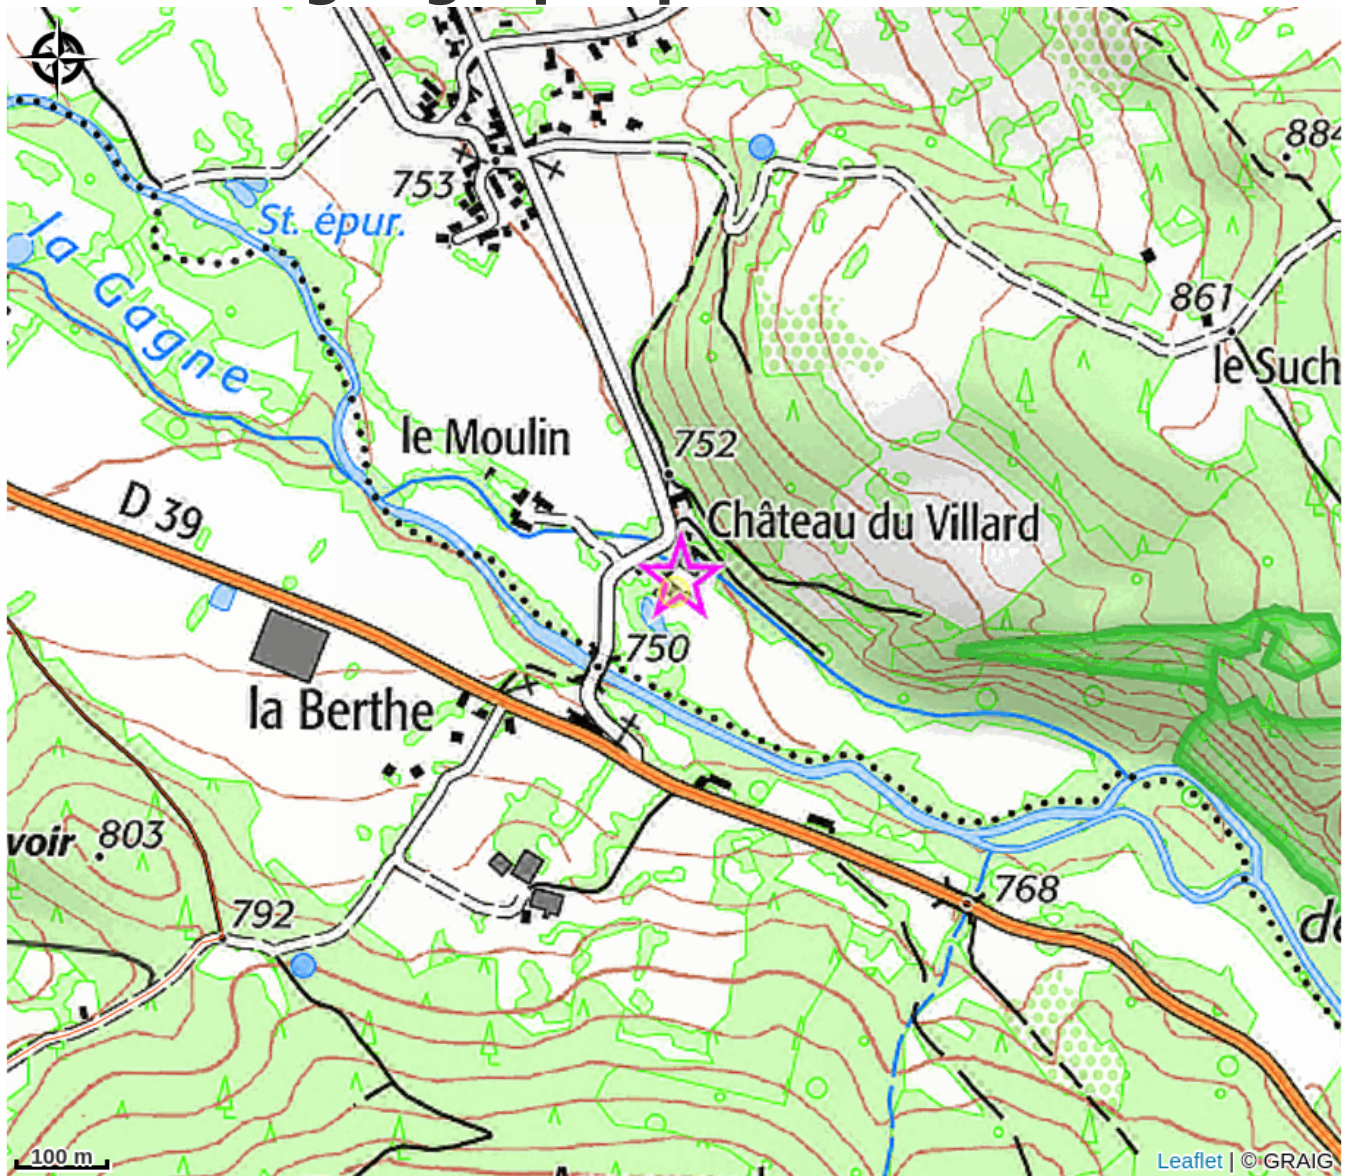 884
753
St. épur.
la Gagne
861
le Such
le Moulin
752
D 39
Château du Villard
750
la Berthe
voir
803
768
792
de
100 m
Leaflet | © GRAIG